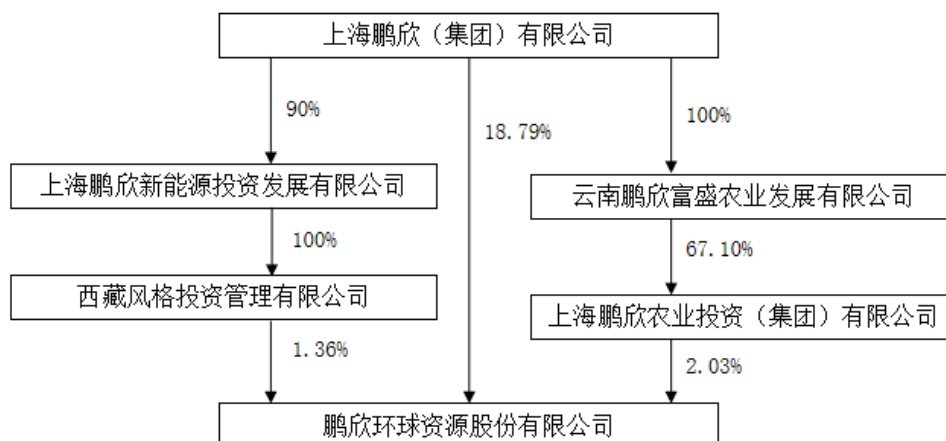 上海鹏欣（集团）有限公司
90%
18.79%
100%
上海鹏欣新能源投资发展有限公司
云南鹏欣富盛农业发展有限公司
100%
67.10%
西藏风格投资管理有限公司
上海鹏欣农业投资（集团）有限公司
1.36%
2.03%
鹏欣环球资源股份有限公司